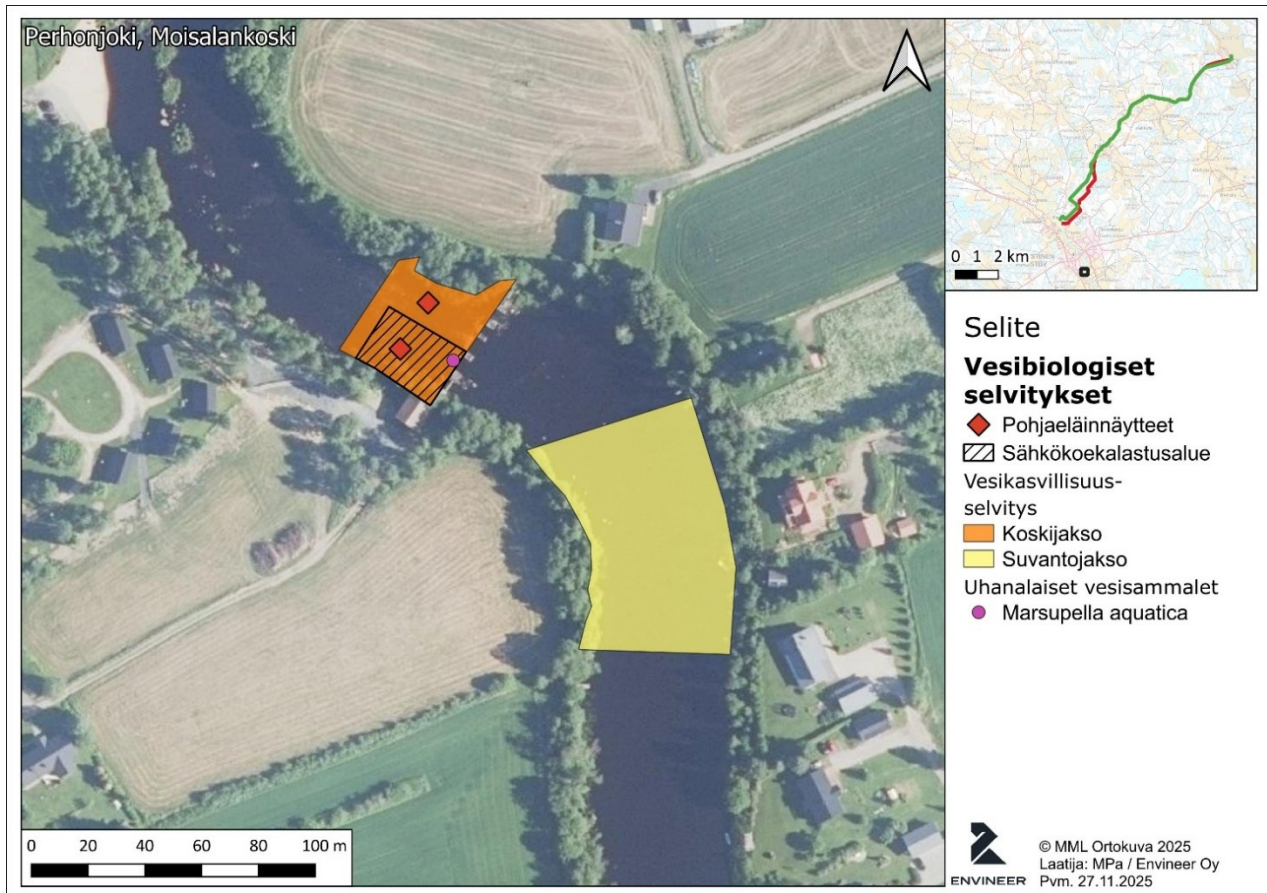 Perhonjoki, Moisalankoski
0 1 2 km
Selite
Vesibiologiset
selvitykset
Pohjaeläinnäytteet
Sähkökoekalastusalue
Vesikasvillisuus-
selvitys
Koskijakso
Suvantojakso
Uhanalaiset vesisammalet
Marsupella aquatica
0 20 40 60 80 100 m
ENVINEER
© MML Ortokuva 2025
Laatija: MPa / Envineer Oy
Pvm. 27.11.2025